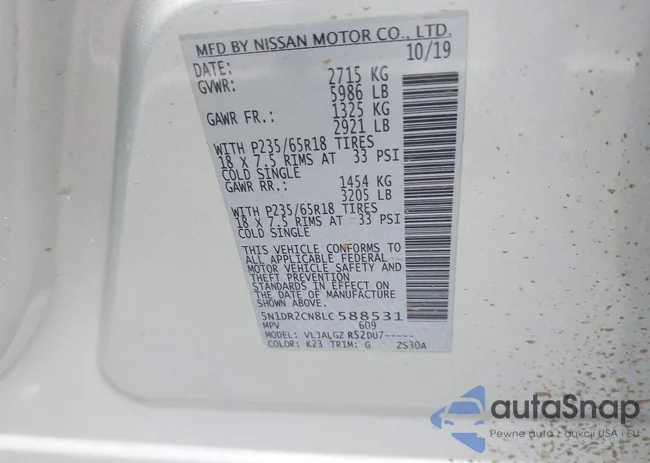 MFD BY NISSAN MOTOR CO., LTD.
DATE: 10/19
GVWR: 2715 KG
5986 LB
GAWR FR.: 1325 KG
2921 LB
WITH P235/65R18 TIRES
18 X 7.5 RIMS AT 33 PSI
COLD SINGLE
GAWR RR.: 1454 KG
3205 LB
WITH P235/65R18 TIRES
18 X 7.5 RIMS AT 33 PSI
COLD SINGLE
THIS VEHICLE CONFORMS TO
ALL APPLICABLE FEDERAL
MOTOR VEHICLE SAFETY AND
THEFT PREVENTION
STANDARDS IN EFFECT ON
THE DATE OF MANUFACTURE
SHOWN ABOVE.
5N1DR2CN8LC588531
MPV 609
MODEL: VLJALGZ R52DU7-----
COLOR: K23 TRIM: G ZS30A
autaSnap
Pewne auta z aukcji USA i EU